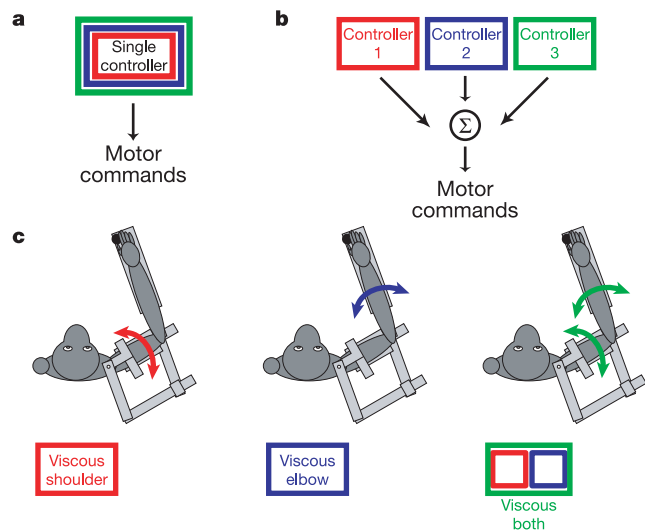 a
Single
controller
Motor
commands
b
Controller
1
Controller
2
Controller
3
Σ
Motor
commands
c
Viscous
shoulder
Viscous
elbow
Viscous
both